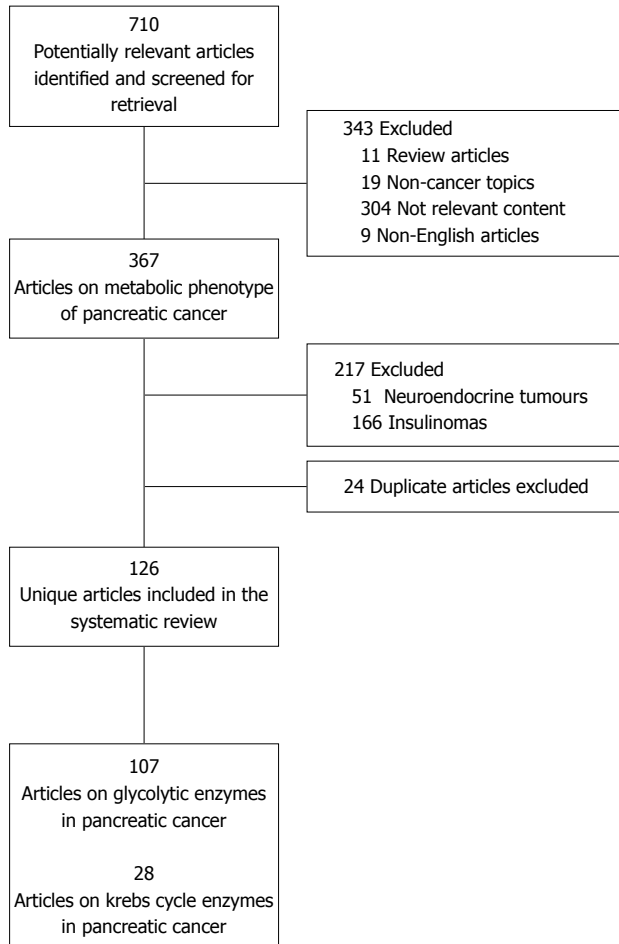 710
Potentially relevant articles
identified and screened for
retrieval
343 Excluded
11 Review articles
19 Non-cancer topics
304 Not relevant content
9 Non-English articles
367
Articles on metabolic phenotype
of pancreatic cancer
217 Excluded
51 Neuroendocrine tumours
166 Insulinomas
24 Duplicate articles excluded
126
Unique articles included in the
systematic review
107
Articles on glycolytic enzymes
in pancreatic cancer
28
Articles on krebs cycle enzymes
in pancreatic cancer